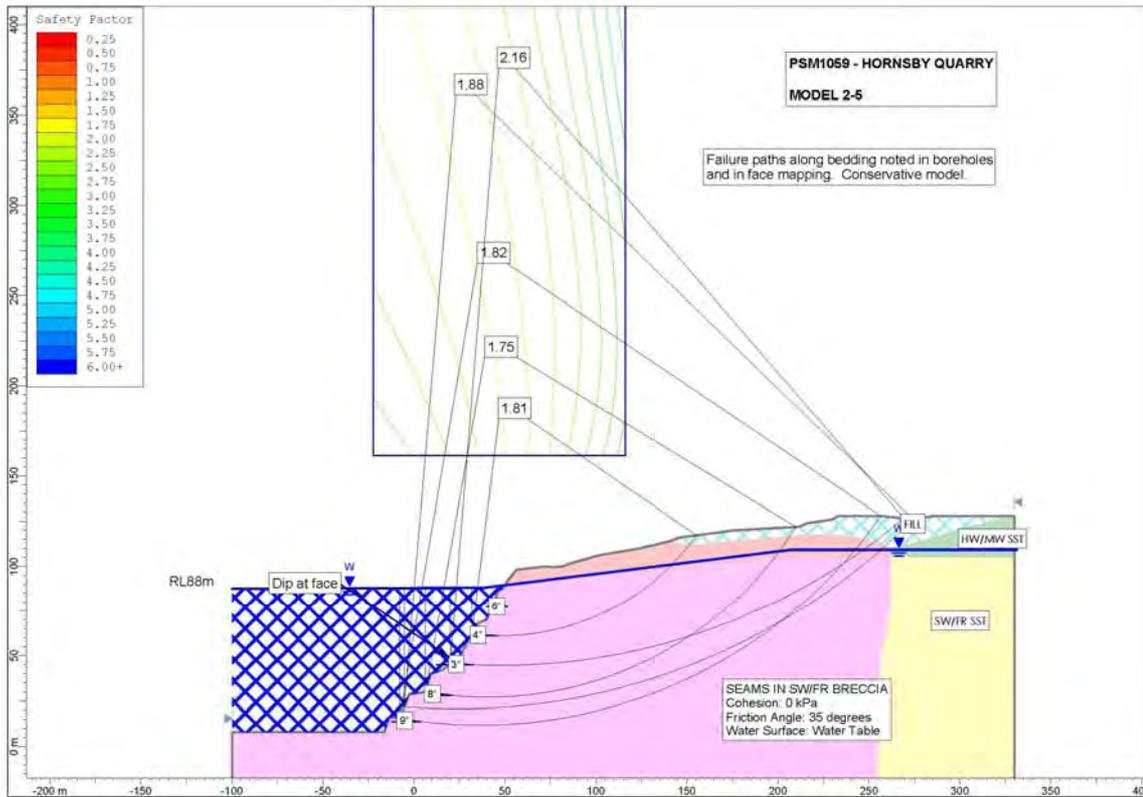 Safety Factor
0.25
0.50
0.75
1.00
1.25
1.50
1.75
2.00
2.25
2.50
2.75
3.00
3.25
3.50
3.75
4.00
4.25
4.50
4.75
5.00
5.25
5.50
5.75
6.00+
PSM1059 - HORNSBY QUARRY
MODEL 2-5
Failure paths along bedding noted in boreholes
and in face mapping. Conservative model.
2.16
1.88
1.82
1.75
1.81
FILL
W
HW/MW SST
SW/FR SST
RL88m
W
Dip at face
6°
4°
3°
8°
9°
SEAMS IN SW/FR BRECCIA
Cohesion: 0 kPa
Friction Angle: 35 degrees
Water Surface: Water Table
400
350
300
250
200
150
100
50
0 m
-200 m
-150
-100
-50
0
50
100
150
200
250
300
350